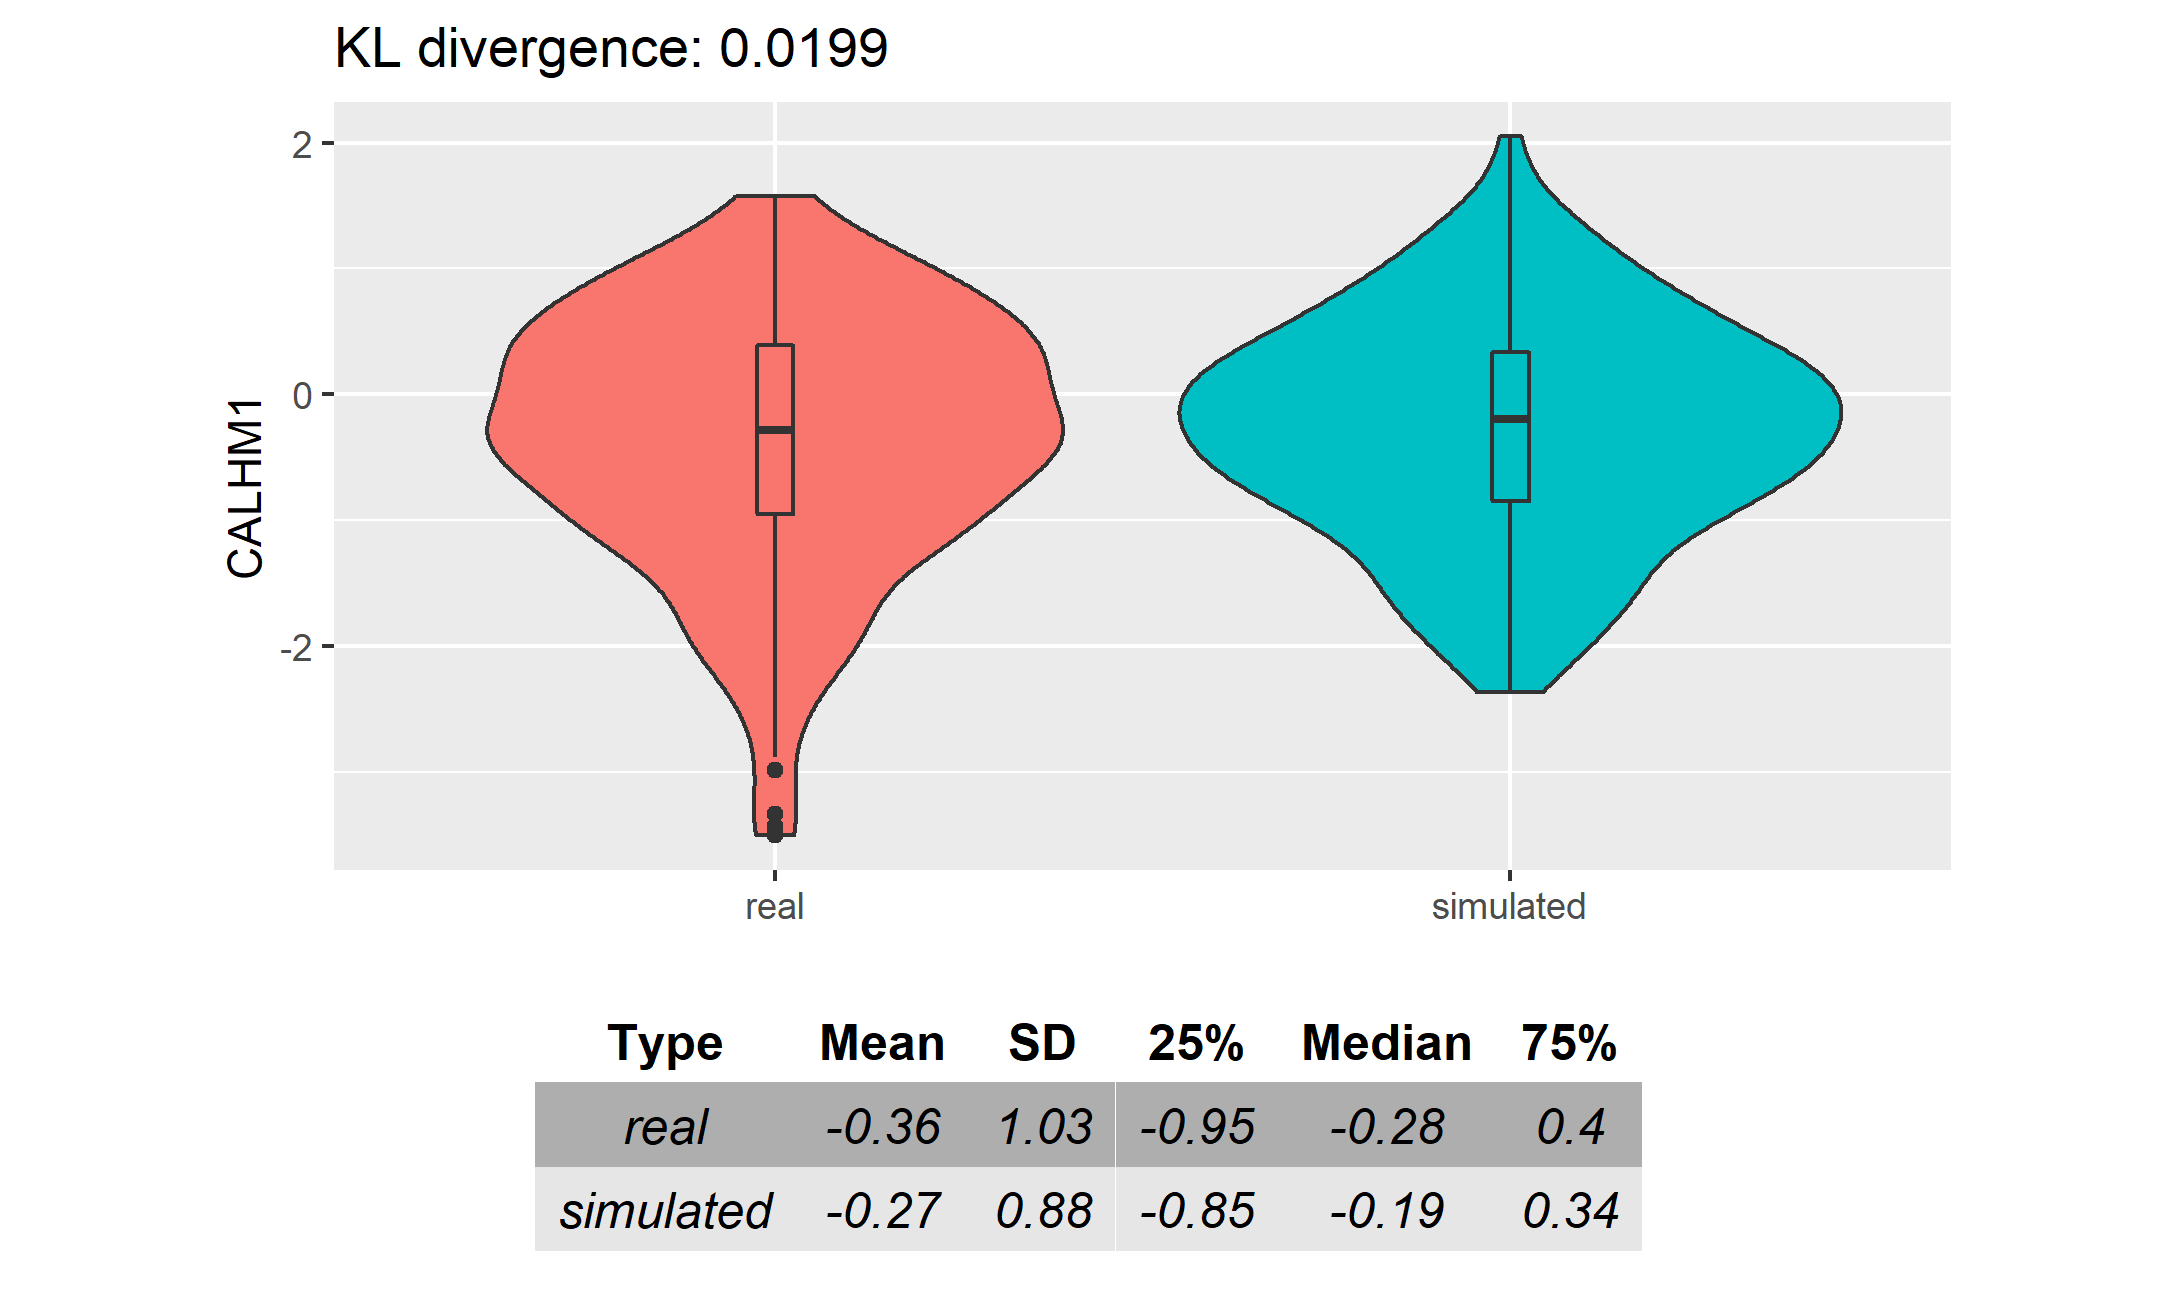 KL divergence: 0.0199
2
0
-2
CALHM1
real simulated
Type Mean SD 25% Median 75%
real -0.36 1.03 -0.95 -0.28 0.4
simulated -0.27 0.88 -0.85 -0.19 0.34